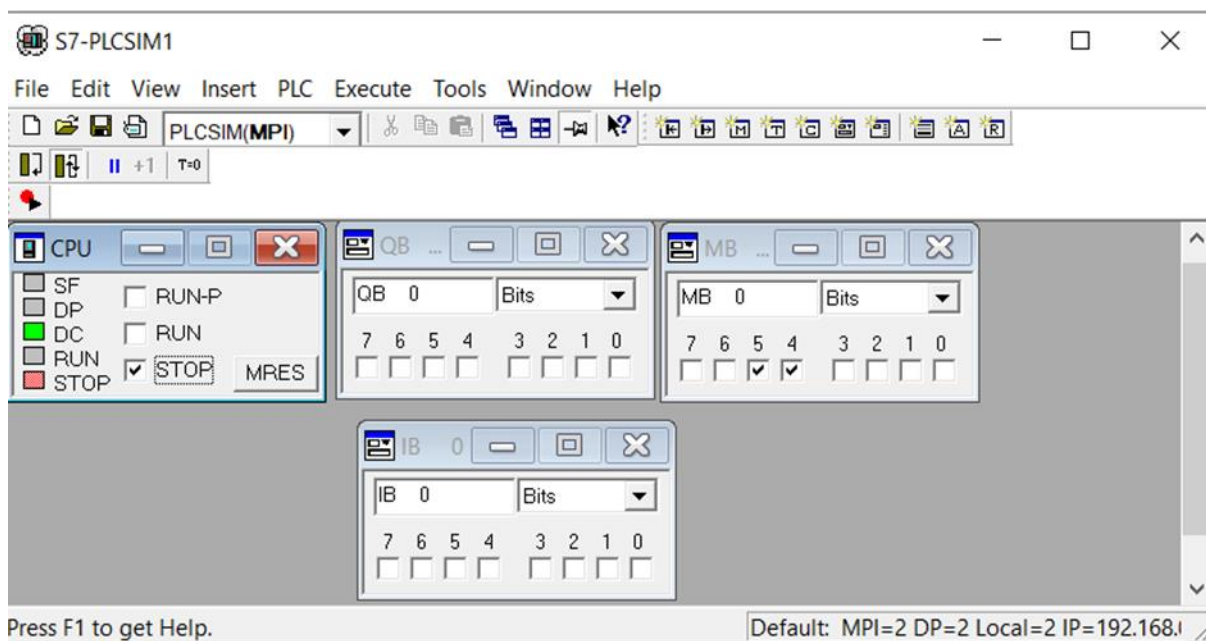 S7-PLCSIM1
File Edit View Insert PLC Execute Tools Window Help
PLCSIM(MPI)
+1 T=0
CPU
SF
DP
DC
RUN
STOP
RUN-P
RUN
STOP
MRES
QB ...
QB 0 Bits
7 6 5 4 3 2 1 0
MB ...
MB 0 Bits
7 6 5 4 3 2 1 0
IB 0
IB 0 Bits
7 6 5 4 3 2 1 0
Press F1 to get Help.
Default: MPI=2 DP=2 Local=2 IP=192.168.